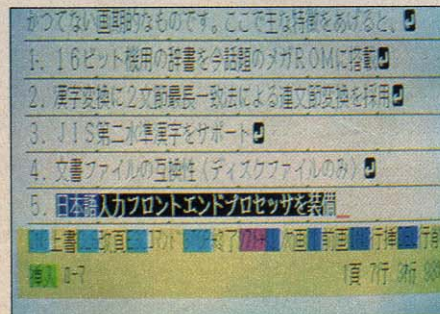 かつてない画期的なものです。ここで主な特徴をあげると、
1. 16ビット機用の辞書を今話題のメガROMに搭載
2. 漢字変換に2文節最長一致法による連文節変換を採用
3. JIS第二水準漢字をサポート
4. 文書ファイルの互換性(ディスクファイルのみ)
5. 日本語入力フロントエンドプロセッサを装備
上書 次頁 コマンド 終了 次画 前画 行挿 行削
挿入 0-7 1頁 7行